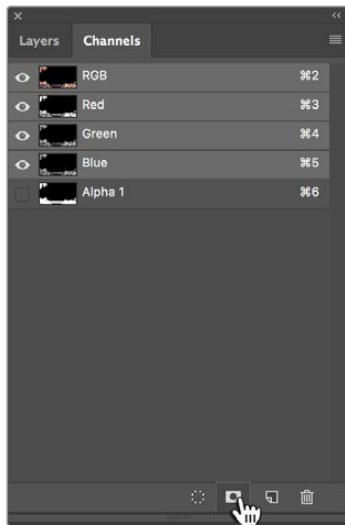 Layers Channels
RGB ⌘2
Red ⌘3
Green ⌘4
Blue ⌘5
Alpha 1 ⌘6